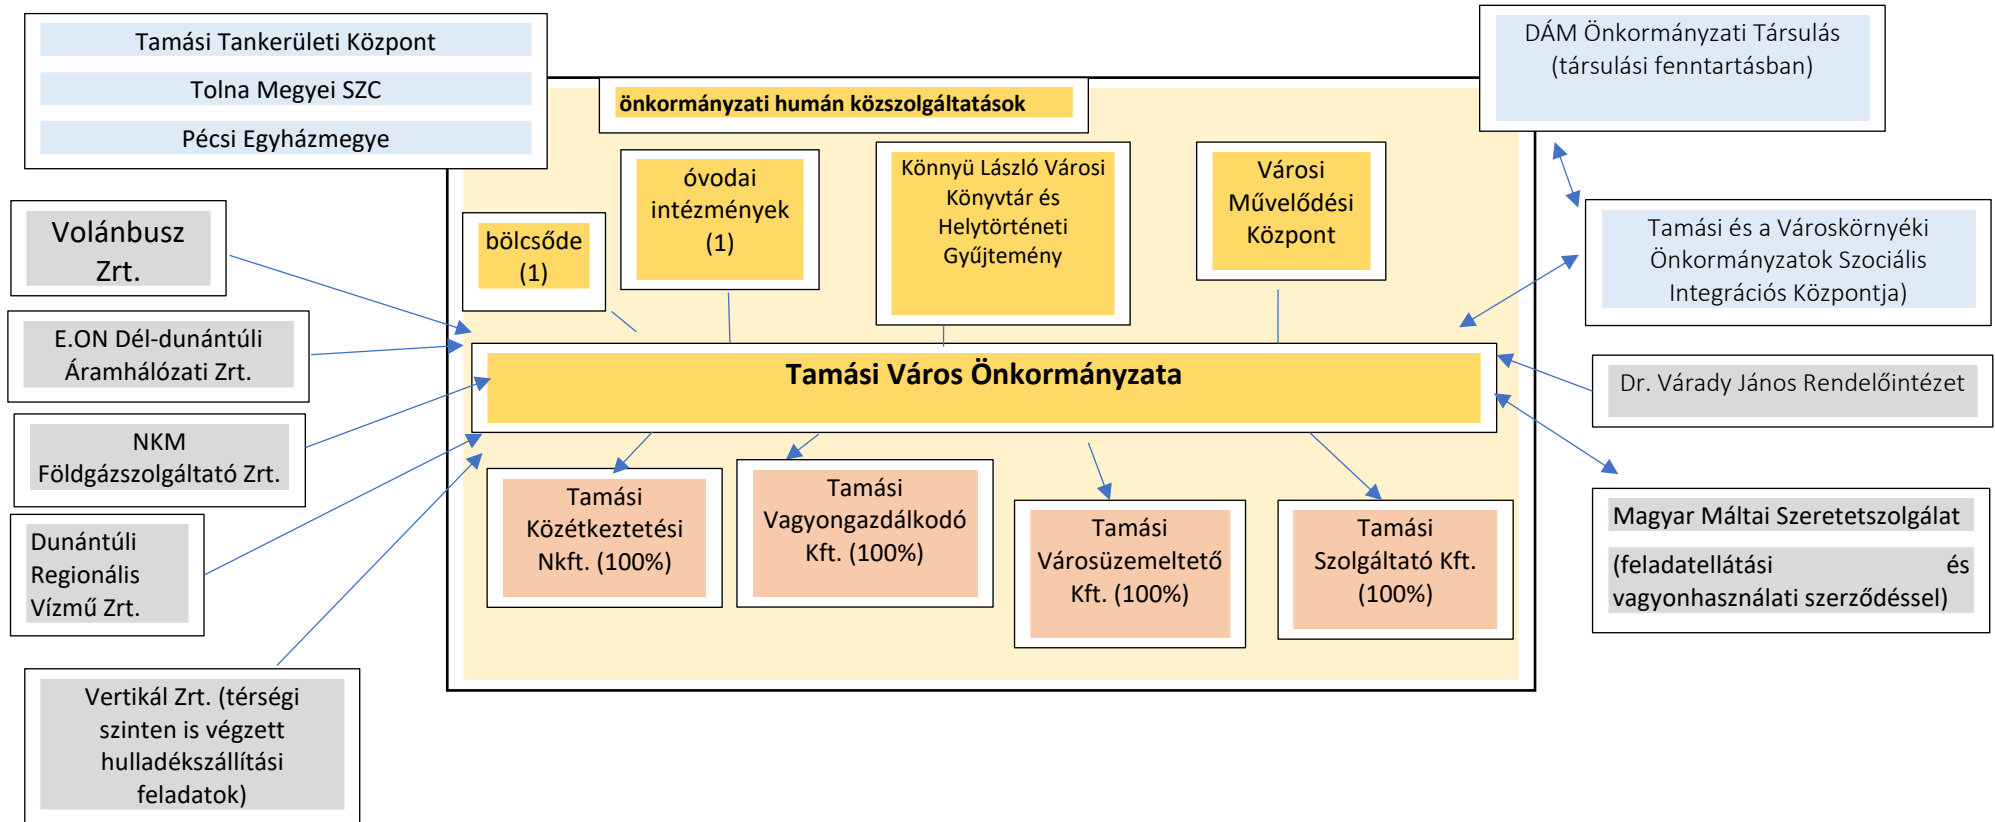 Tamási Tankerületi Központ
Tolna Megyei SZC
Pécsi Egyházmegye
DÁM Önkormányzati Társulás
(társulási fenntartásban)
önkormányzati humán közszolgáltatások
bölcsőde
(1)
óvodai
intézmények
(1)
Könnyü László Városi
Könyvtár és
Helytörténeti
Gyűjtemény
Városi
Művelődési
Központ
Tamási és a Városkörnyéki
Önkormányzatok Szociális
Integrációs Központja)
Volánbusz
Zrt.
E.ON Dél-dunántúli
Áramhálózati Zrt.
NKM
Földgázszolgáltató Zrt.
Dunántúli
Regionális
Vízmű Zrt.
Vertikál Zrt. (térségi
szinten is végzett
hulladékszállítási
feladatok)
Tamási Város Önkormányzata
Dr. Várady János Rendelőintézet
Tamási
Közétkeztetési
Nkft. (100%)
Tamási
Vagyongazdálkodó
Kft. (100%)
Tamási
Városüzemeltető
Kft. (100%)
Tamási
Szolgáltató Kft.
(100%)
Magyar Máltai Szeretetszolgálat
(feladatellátási és
vagyonhasználati szerződéssel)